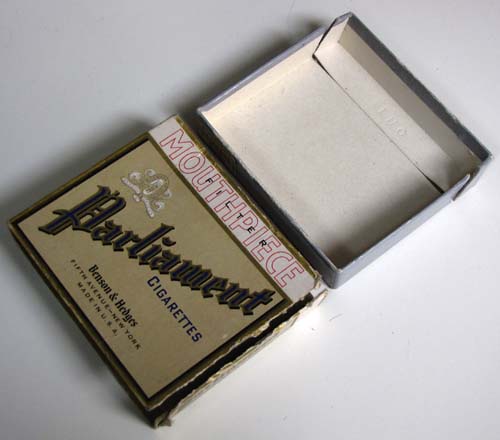 MOUTHPIECE
FILTER
Parliament
CIGARETTES
Benson & Hedges
FIFTH AVENUE-NEW YORK
MADE IN U.S.A.